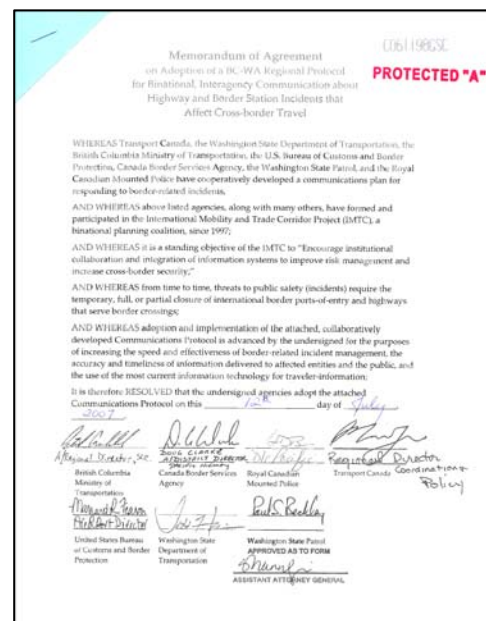 PROTECTED "A"
Memorandum of Agreement
on Adoption of a BC-WA Regional Protocol
for Binational, Interagency Communication about
Highway and Border Station Incidents that
Affect Cross-border Travel
WHEREAS Transport Canada, the Washington State Department of Transportation, the
British Columbia Ministry of Transportation, the U.S. Bureau of Customs and Border
Protection, Canada Border Services Agency, the Washington State Patrol, and the Royal
Canadian Mounted Police have cooperatively developed a communications plan for
responding to border-related incidents,
AND WHEREAS above listed agencies, along with many others, have formed and
participated in the International Mobility and Trade Corridor Project (IMTC), a
binational planning coalition, since 1997;
AND WHEREAS it is a standing objective of the IMTC to "Encourage institutional
collaboration and integration of information systems to improve risk management and
increase cross-border security;"
AND WHEREAS from time to time, threats to public safety (incidents) require the
temporary, full, or partial closure of international border ports-of-entry and highways
that serve border crossings;
AND WHEREAS adoption and implementation of the attached, collaboratively
developed Communications Protocol is advanced by the undersigned for the purposes
of increasing the speed and effectiveness of border-related incident management, the
accuracy and timeliness of information delivered to affected entities and the public, and
the use of the most current information technology for traveler-information;
It is therefore RESOLVED that the undersigned agencies adopt the attached
Communications Protocol on this 12th day of July
2007
DOUG CLARKE
A/DISTRICT DIRECTOR
Regional Director
Coordination &
Policy
British Columbia
Ministry of
Transportation
Canada Border Services
Agency
Royal Canadian
Mounted Police
Transport Canada
United States Bureau
of Customs and Border
Protection
Washington State
Department of
Transportation
Washington State Patrol
APPROVED AS TO FORM
ASSISTANT ATTORNEY GENERAL